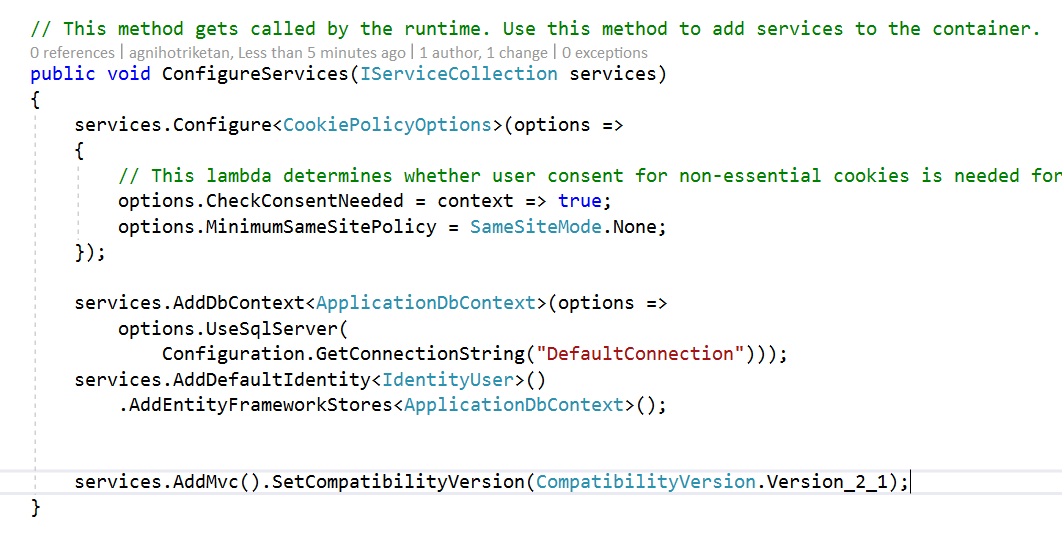 // This method gets called by the runtime. Use this method to add services to the container.
0 references | agnihotriketan, Less than 5 minutes ago | 1 author, 1 change | 0 exceptions
public void ConfigureServices(IServiceCollection services)
{
    services.Configure<CookiePolicyOptions>(options =>
    {
        // This lambda determines whether user consent for non-essential cookies is needed for
        options.CheckConsentNeeded = context => true;
        options.MinimumSameSitePolicy = SameSiteMode.None;
    });

    services.AddDbContext<ApplicationDbContext>(options =>
        options.UseSqlServer(
            Configuration.GetConnectionString("DefaultConnection")));
    services.AddDefaultIdentity<IdentityUser>()
        .AddEntityFrameworkStores<ApplicationDbContext>();


    services.AddMvc().SetCompatibilityVersion(CompatibilityVersion.Version_2_1);
}